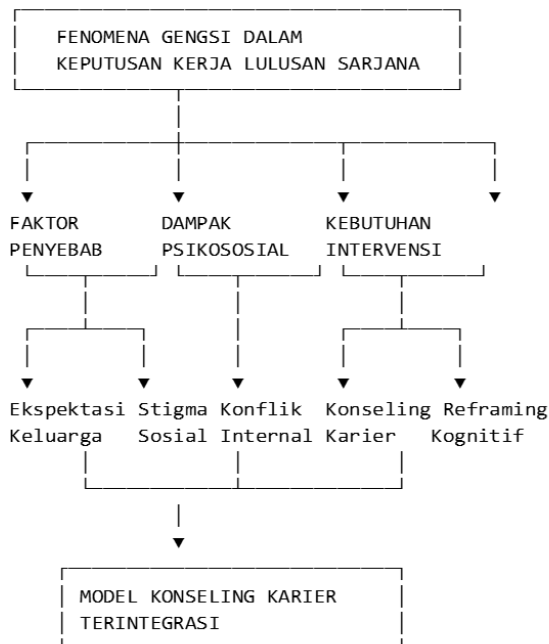 FENOMENA GENGSI DALAM
KEPUTUSAN KERJA LULUSAN SARJANA
FAKTOR DAMPAK KEBUTUHAN
PENYEBAB PSIKOSOSIAL INTERVENSI
Ekspektasi Stigma Konflik Konseling Reframing
Keluarga Sosial Internal Karier Kognitif
MODEL KONSELING KARIER
TERINTEGRASI